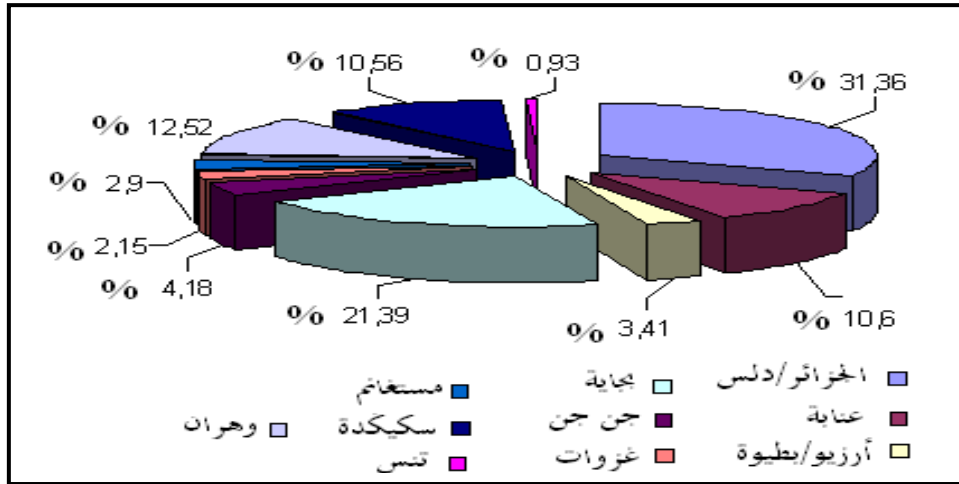 % 10,56
% 0,93
% 31,36
% 12,52
% 2,9
% 2,15
% 4,18
% 21,39
% 3,41
% 10,6
الجزائر/دلس
بجاية
مستغانم
عنابة
جن جن
سكيكدة
وهران
أرزيو/بطيوة
غزوات
تنس